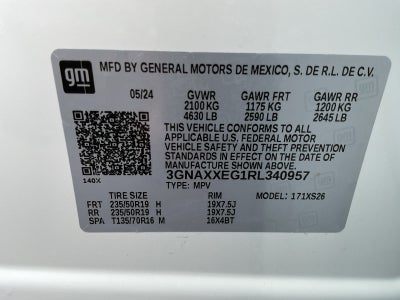 gm
MFD BY GENERAL MOTORS DE MEXICO, S. DE R.L. DE C.V.
05/24 GVWR GAWR FRT GAWR RR
2100 KG 1175 KG 1200 KG
4630 LB 2590 LB 2645 LB
THIS VEHICLE CONFORMS TO ALL
APPLICABLE U.S. FEDERAL MOTOR
VEHICLE SAFETY AND THEFT PREVENTION
STANDARDS IN EFFECT ON THE DATE OF
MANUFACTURE SHOWN ABOVE.
3GNAXXEG1RL340957
140X TYPE: MPV MODEL: 171XS26
TIRE SIZE RIM
FRT 235/50R19 H 19X7.5J
RR 235/50R19 H 19X7.5J
SPA T135/70R16 M 16X4BT